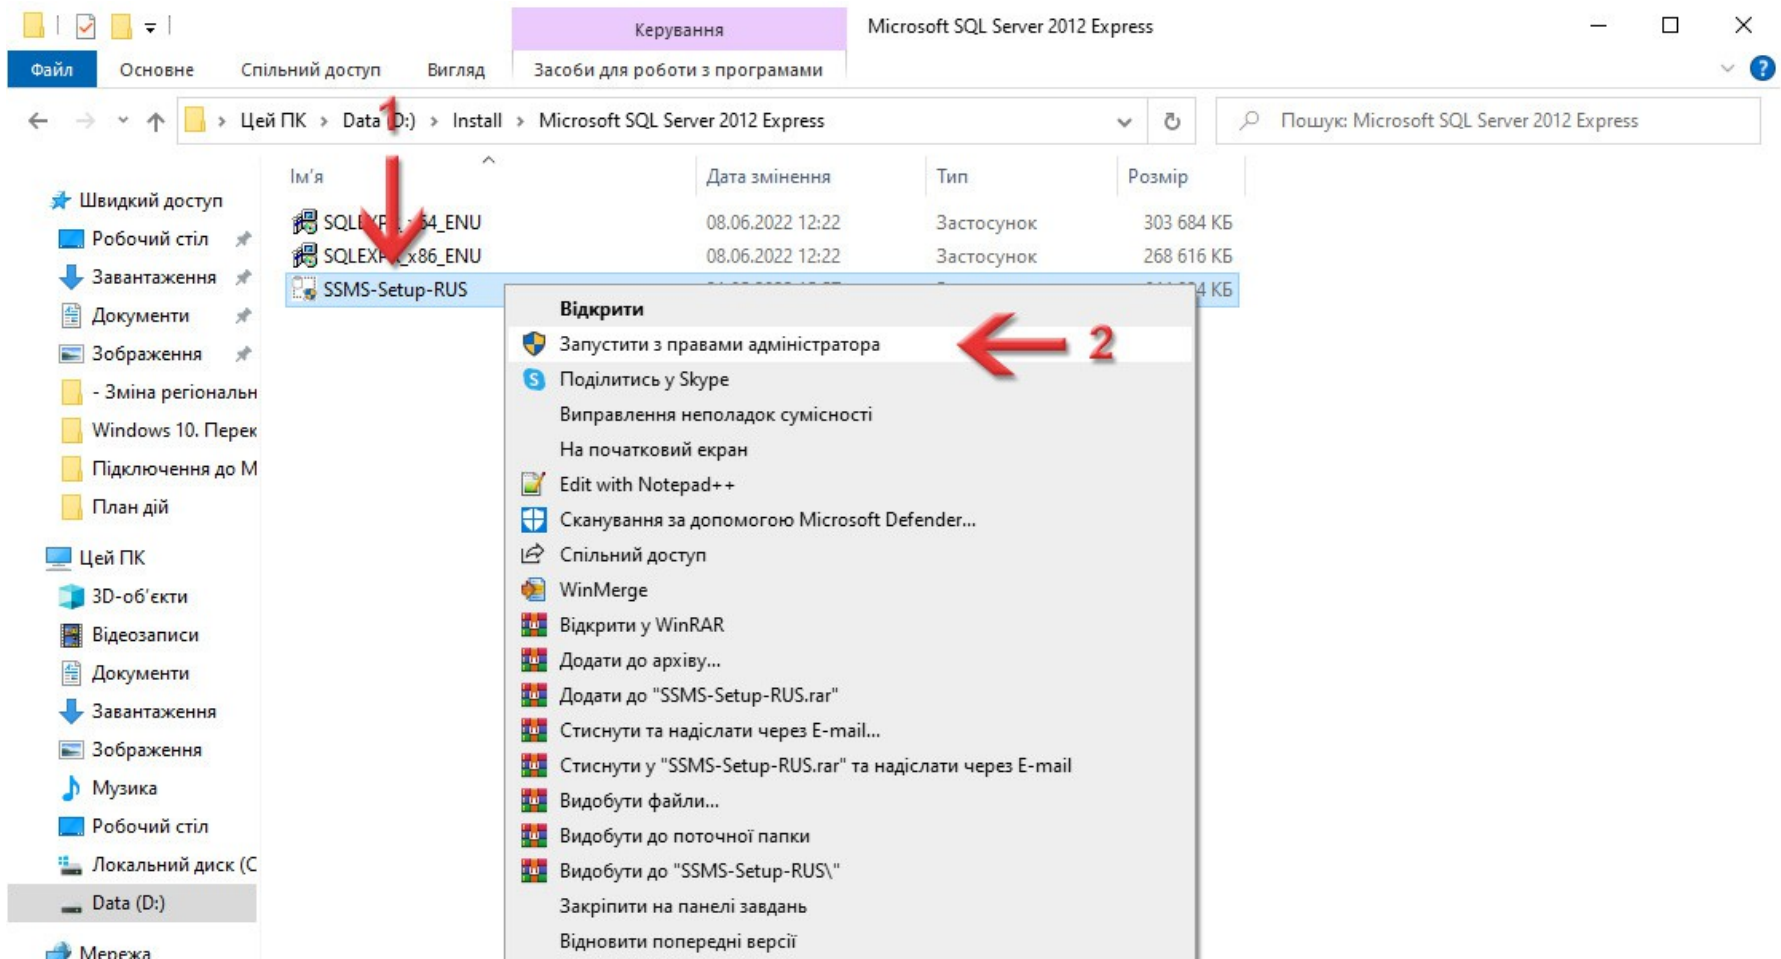 Керування
Microsoft SQL Server 2012 Express
Файл Основне Спільний доступ Вигляд Засоби для роботи з програмами
1
Цей ПК > Data (D:) > Install > Microsoft SQL Server 2012 Express
Пошук: Microsoft SQL Server 2012 Express
Ім'я Дата змінення Тип Розмір
SQLEXPR_x64_ENU 08.06.2022 12:22 Застосунок 303 684 КБ
SQLEXPR_x86_ENU 08.06.2022 12:22 Застосунок 268 616 КБ
SSMS-Setup-RUS 4 КБ
Швидкий доступ
Робочий стіл
Завантаження
Документи
Зображення
- Зміна регіональн
Windows 10. Перек
Підключення до М
План дій
Цей ПК
3D-об'єкти
Відеозаписи
Документи
Завантаження
Зображення
Музика
Робочий стіл
Локальний диск (C
Data (D:)
Мережа
Відкрити
Запустити з правами адміністратора
2
Поділитись у Skype
Виправлення неполадок сумісності
На початковий екран
Edit with Notepad++
Сканування за допомогою Microsoft Defender...
Спільний доступ
WinMerge
Відкрити у WinRAR
Додати до архіву...
Додати до "SSMS-Setup-RUS.rar"
Стиснути та надіслати через E-mail...
Стиснути у "SSMS-Setup-RUS.rar" та надіслати через E-mail
Видобути файли...
Видобути до поточної папки
Видобути до "SSMS-Setup-RUS\"
Закріпити на панелі завдань
Відновити попередні версії